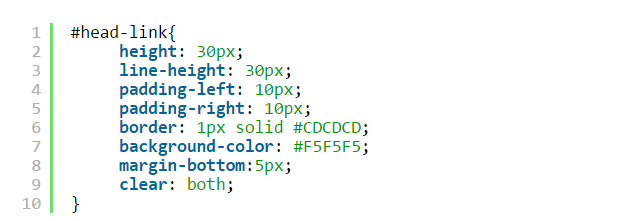 1 #head-link{
2 height: 30px;
3 line-height: 30px;
4 padding-left: 10px;
5 padding-right: 10px;
6 border: 1px solid #CDCDCD;
7 background-color: #F5F5F5;
8 margin-bottom:5px;
9 clear: both;
10 }